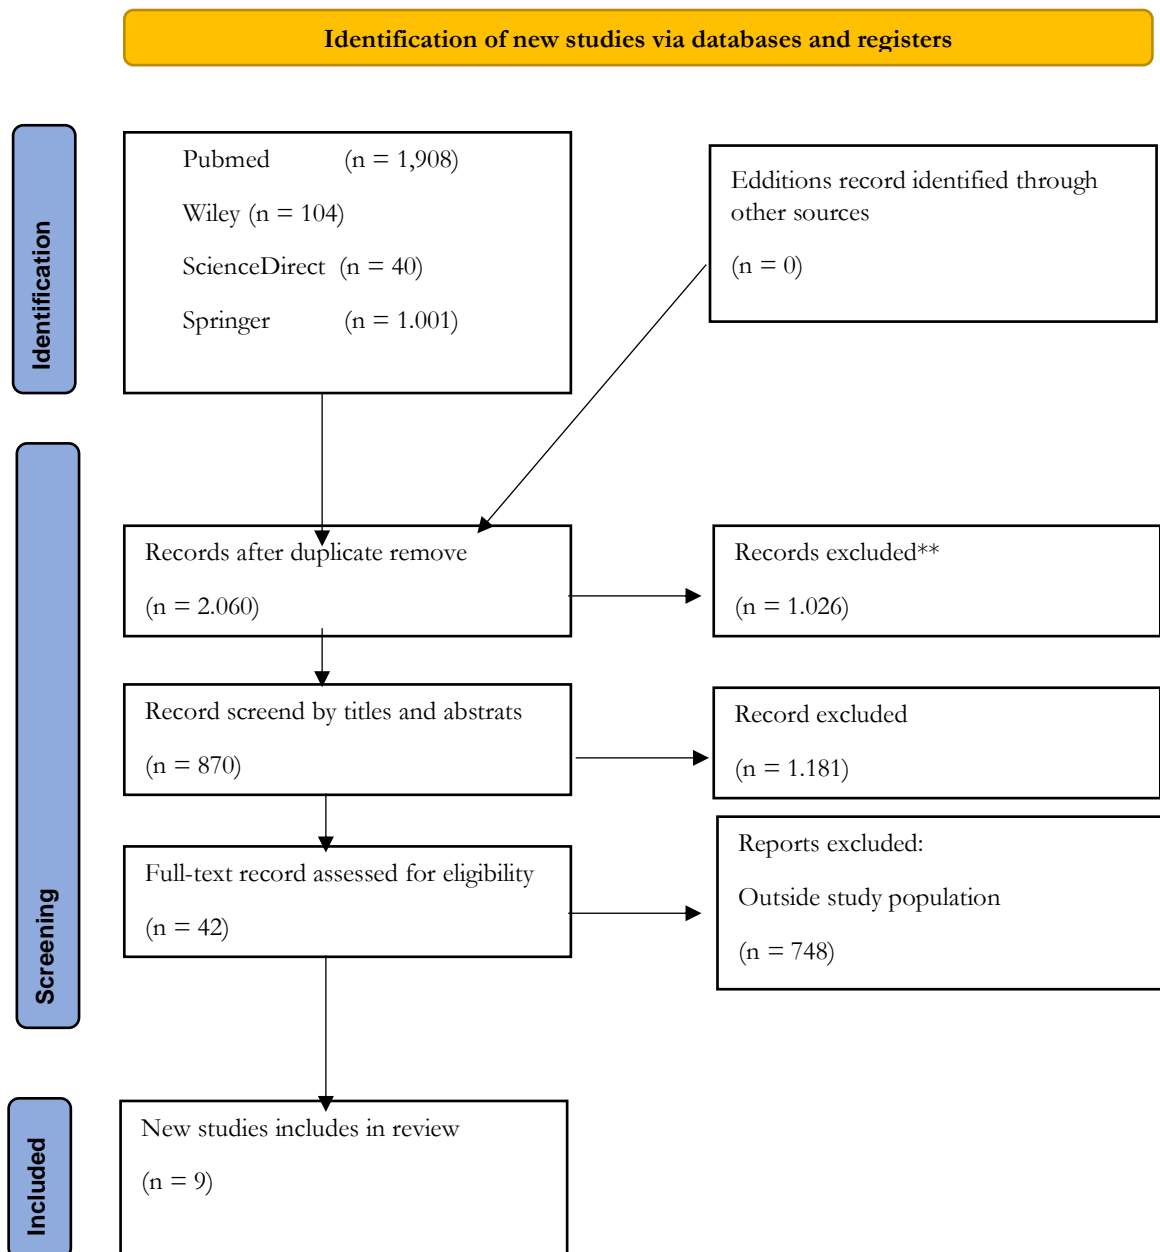 Identification of new studies via databases and registers
Identification
Pubmed (n = 1,908)
Wiley (n = 104)
ScienceDirect (n = 40)
Springer (n = 1.001)
Edditions record identified through
other sources
(n = 0)
Screening
Records after duplicate remove
(n = 2.060)
Records excluded**
(n = 1.026)
Record screend by titles and abstrats
(n = 870)
Record excluded
(n = 1.181)
Full-text record assessed for eligibility
(n = 42)
Reports excluded:
Outside study population
(n = 748)
Included
New studies includes in review
(n = 9)